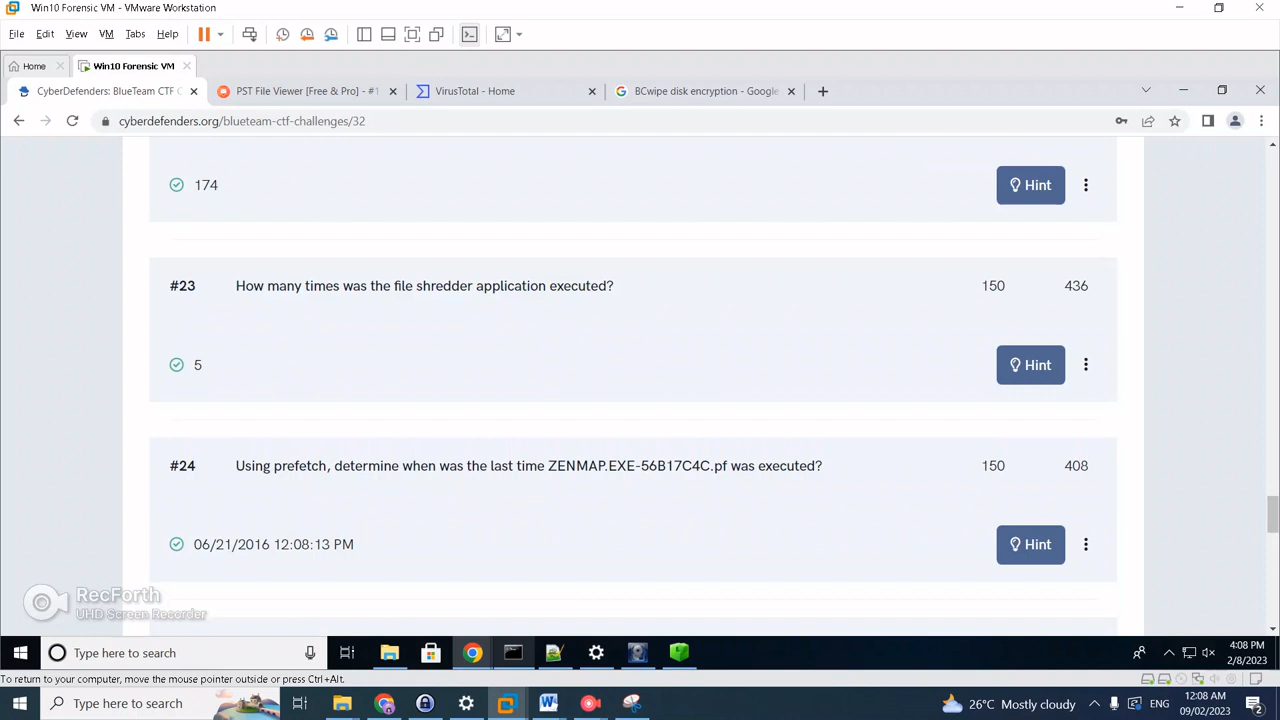 Win10 Forensic VM - VMware Workstation
File Edit View VM Tabs Help
Home Win10 Forensic VM
CyberDefenders: BlueTeam CTF C PST File Viewer [Free & Pro] - #1 VirusTotal - Home BCwipe disk encryption - Google
cyberdefenders.org/blueteam-ctf-challenges/32
174 Hint
#23 How many times was the file shredder application executed? 150 436
5 Hint
#24 Using prefetch, determine when was the last time ZENMAP.EXE-56B17C4C.pf was executed? 150 408
06/21/2016 12:08:13 PM Hint
RecForth
UHD Screen Recorder
Type here to search 4:08 PM
2/8/2023
To return to your computer, move the mouse pointer outside or press Ctrl+Alt.
Type here to search 26°C Mostly cloudy 12:08 AM
09/02/2023 2